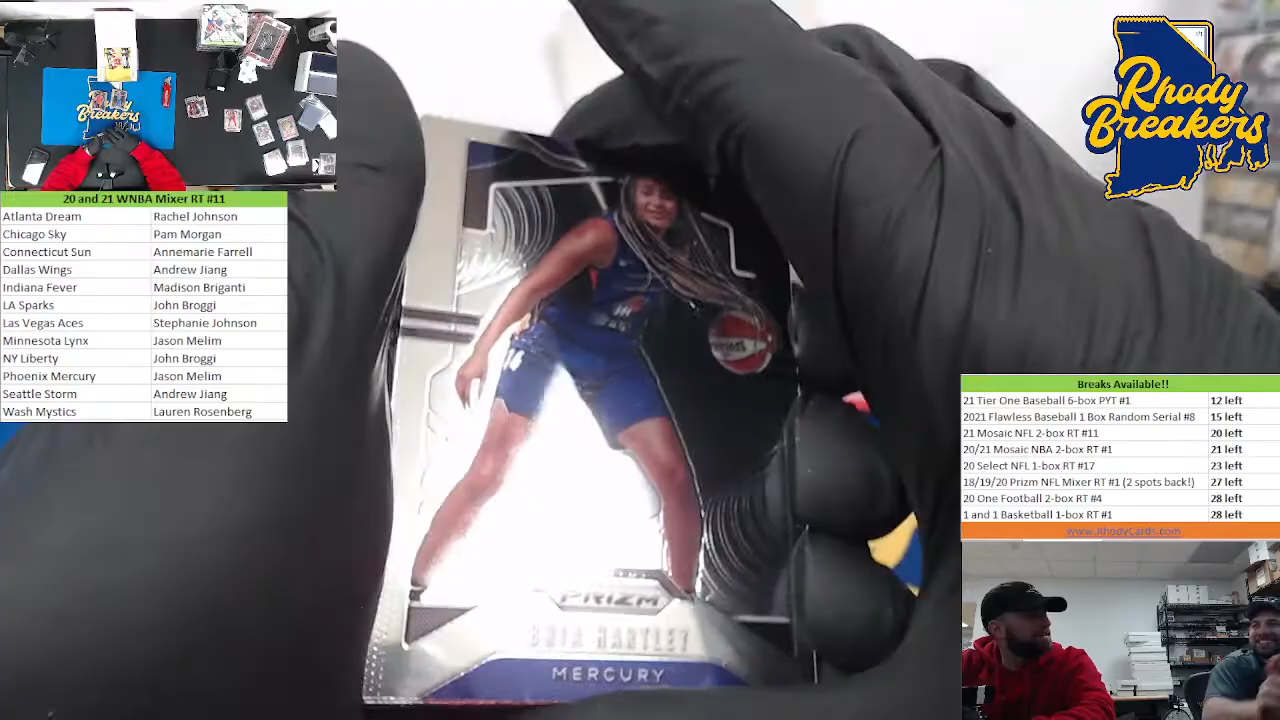 20 and 21 WNBA Mixer RT #11
Atlanta Dream Rachel Johnson
Chicago Sky Pam Morgan
Connecticut Sun Annemarie Farrell
Dallas Wings Andrew Jiang
Indiana Fever Madison Briganti
LA Sparks John Broggi
Las Vegas Aces Stephanie Johnson
Minnesota Lynx Jason Melim
NY Liberty John Broggi
Phoenix Mercury Jason Melim
Seattle Storm Andrew Jiang
Wash Mystics Lauren Rosenberg
PRIZM
BRIA HARTLEY
MERCURY
Rhody
Breakers
Breaks Available!!
21 Tier One Baseball 6-box PYT #1 12 left
2021 Flawless Baseball 1 Box Random Serial #8 15 left
21 Mosaic NFL 2-box RT #11 20 left
20/21 Mosaic NBA 2-box RT #1 21 left
20 Select NFL 1-box RT #17 23 left
18/19/20 Prizm NFL Mixer RT #1 (2 spots back!) 27 left
20 One Football 2-box RT #4 28 left
1 and 1 Basketball 1-box RT #1 28 left
www.RhodyCards.com